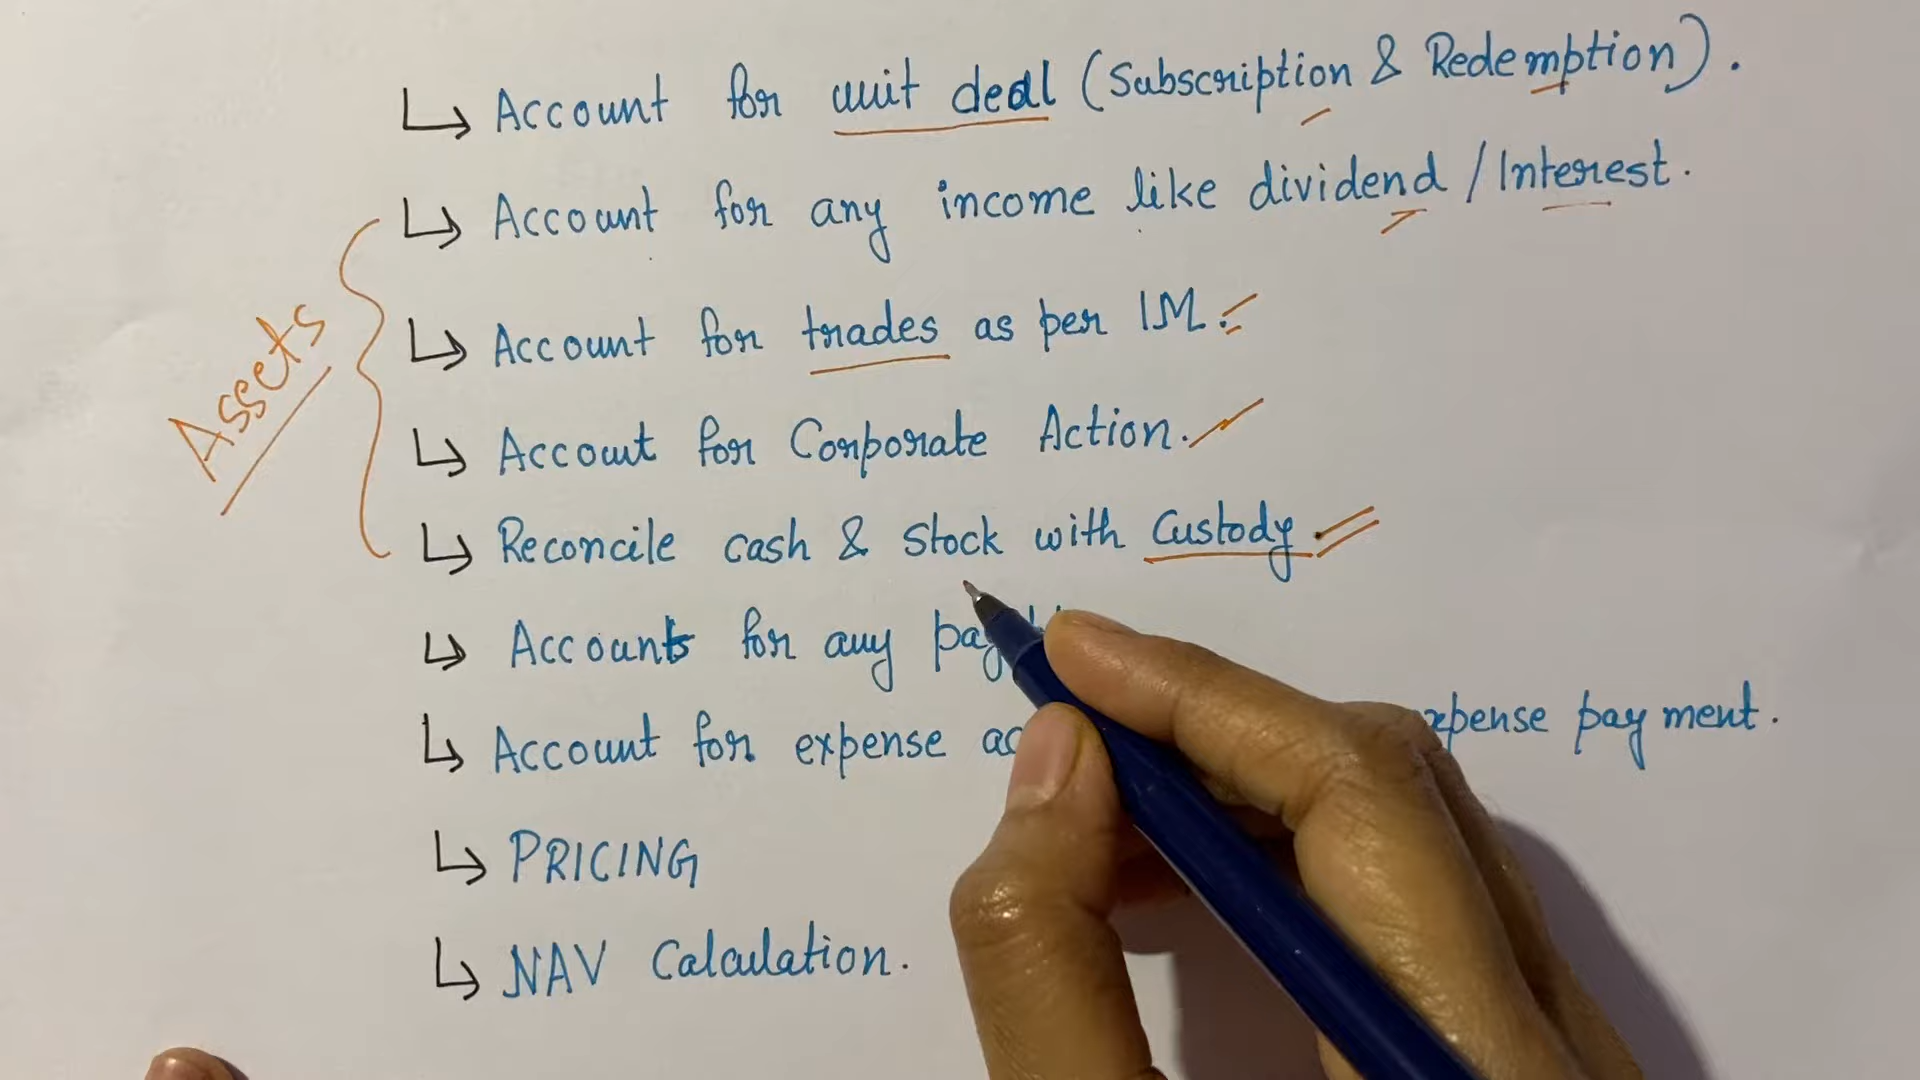 ↳ Account for unit deal (Subscription & Redemption).
↳ Account for any income like dividend / Interest.
Assets
↳ Account for trades as per IM.
↳ Account for Corporate Action.
↳ Reconcile cash & Stock with Custody.
↳ Accounts for any
↳ Account for expense payment.
↳ PRICING
↳ NAV Calculation.